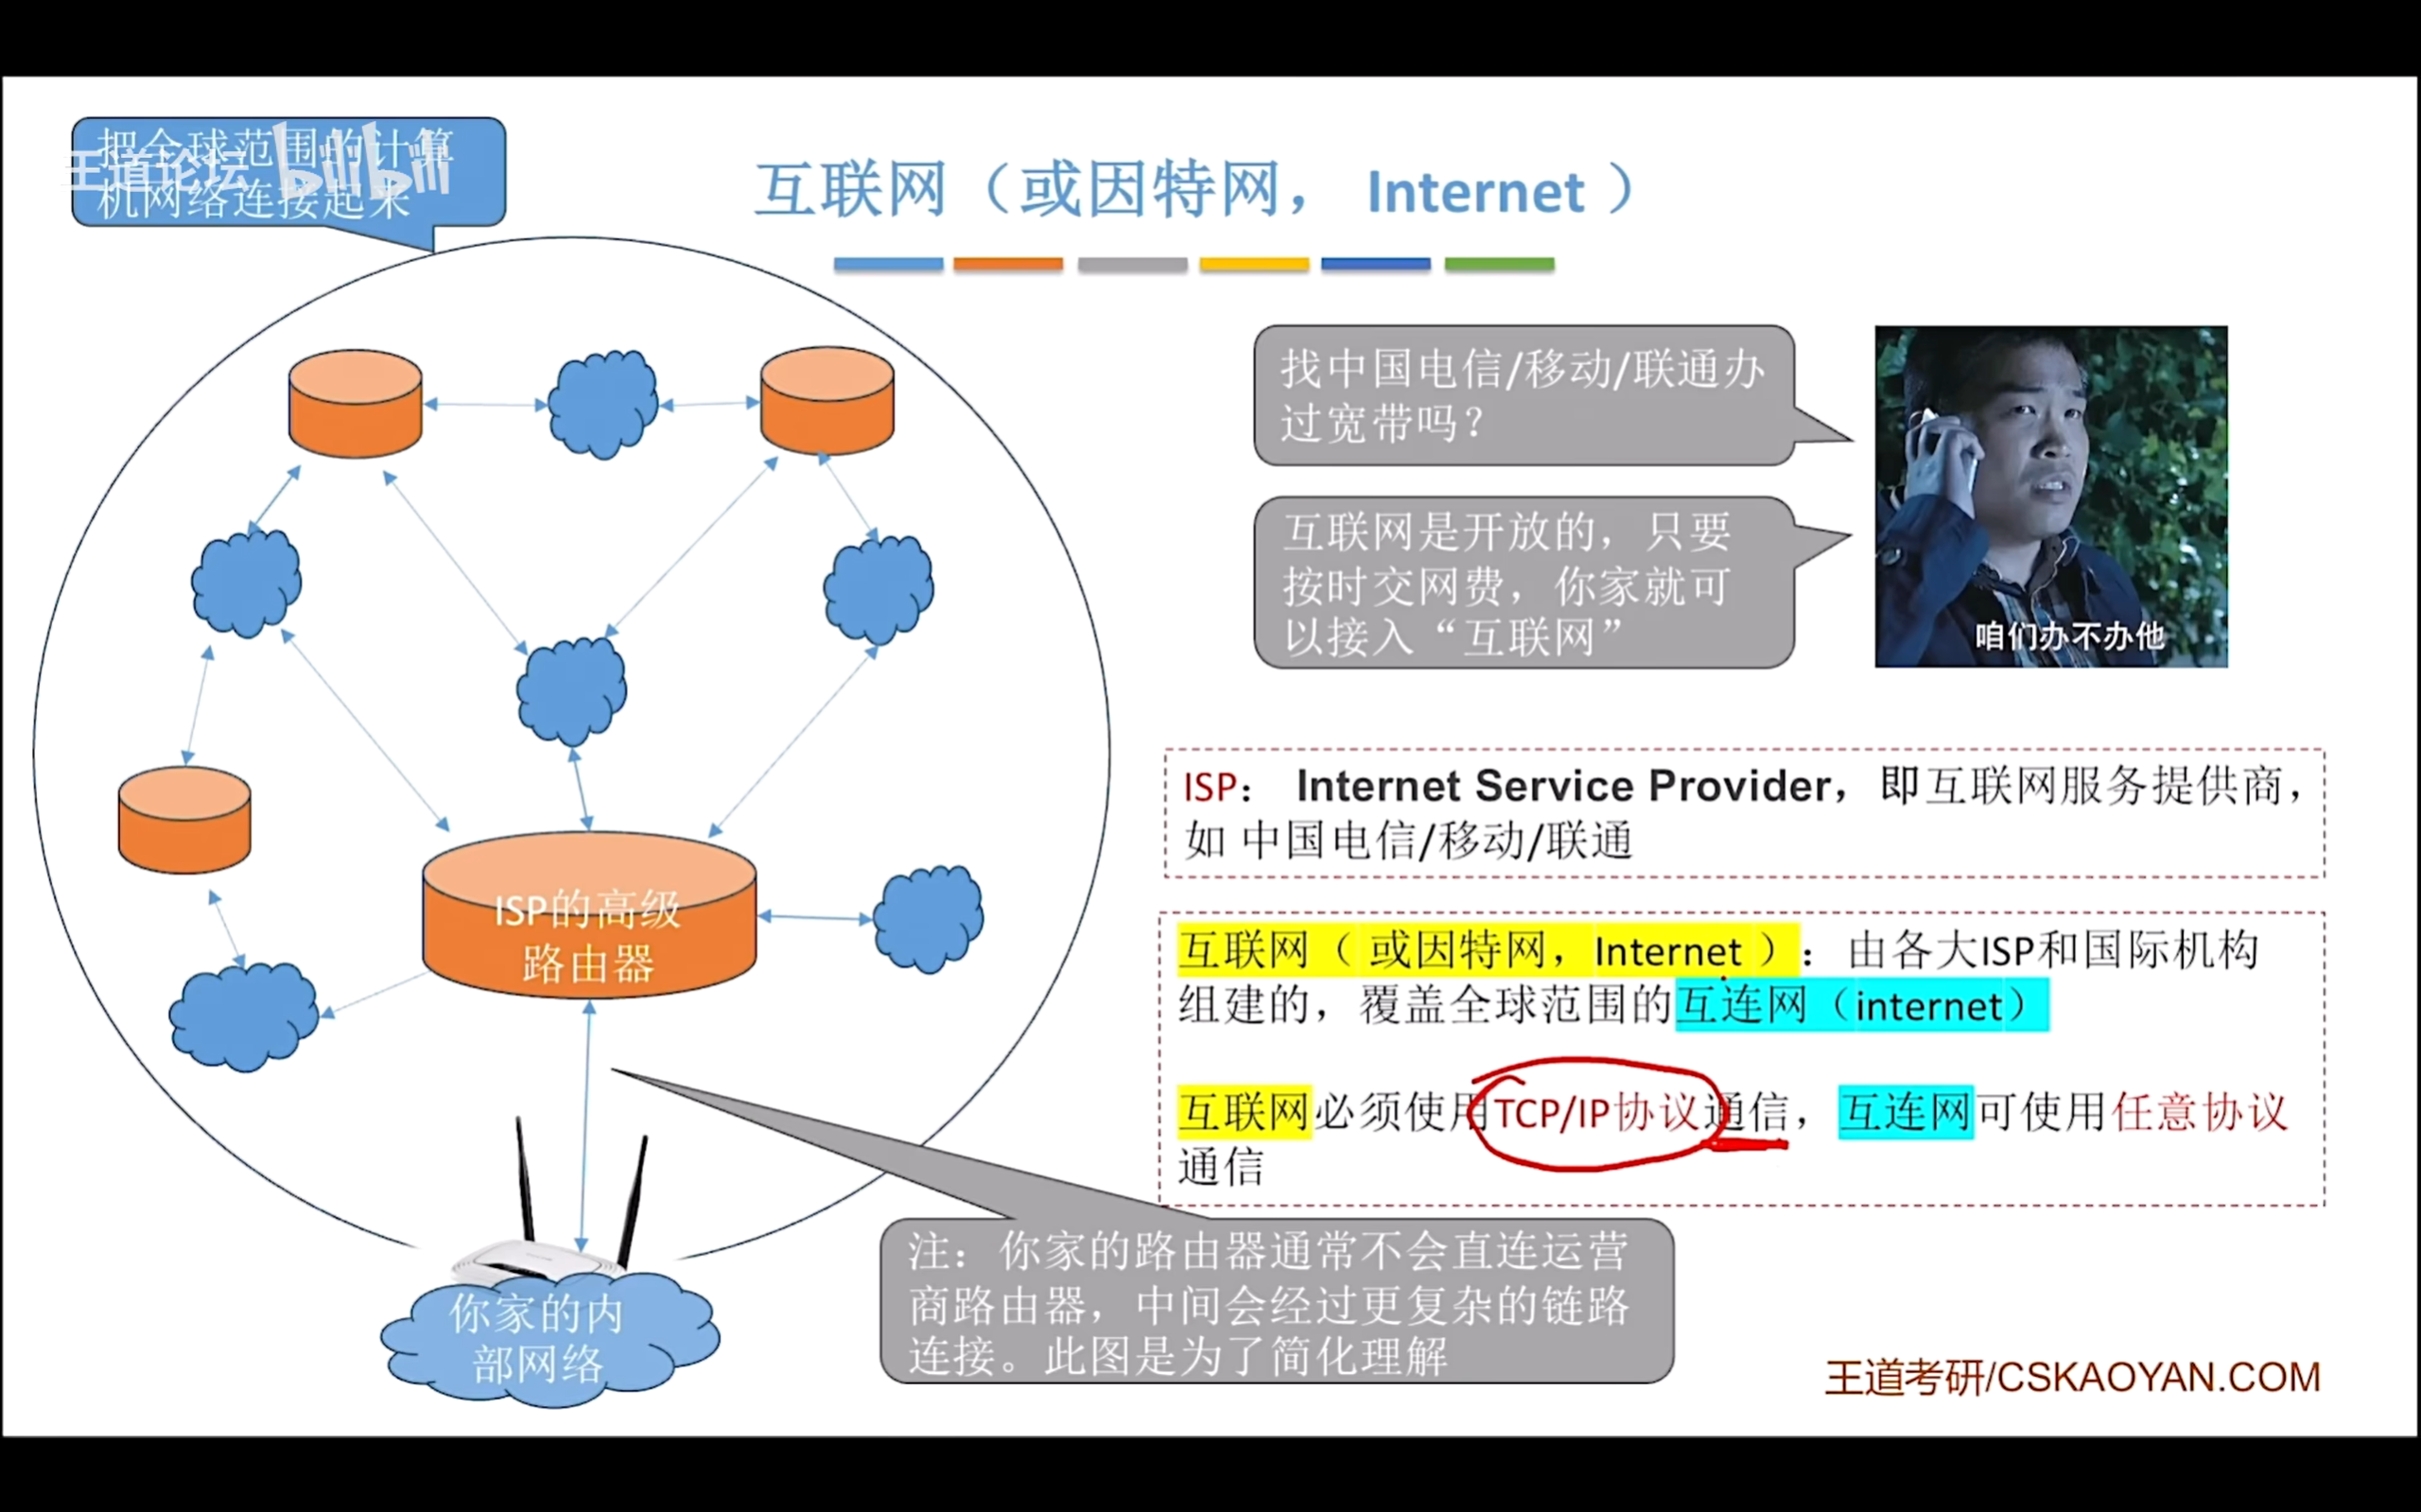 把全球范围的计算
机网络连接起来
王道论坛 bilibili
互联网（或因特网， Internet ）
找中国电信/移动/联通办
过宽带吗？
互联网是开放的，只要
按时交网费，你家就可
以接入“互联网”
咱们办不办他
ISP： Internet Service Provider，即互联网服务提供商，
如 中国电信/移动/联通
互联网（ 或因特网，Internet ）：由各大ISP和国际机构
组建的，覆盖全球范围的互连网（internet）
互联网必须使用TCP/IP协议通信，互连网可使用任意协议
通信
ISP的高级
路由器
你家的内
部网络
注：你家的路由器通常不会直连运营
商路由器，中间会经过更复杂的链路
连接。此图是为了简化理解
王道考研/CSKAOYAN.COM